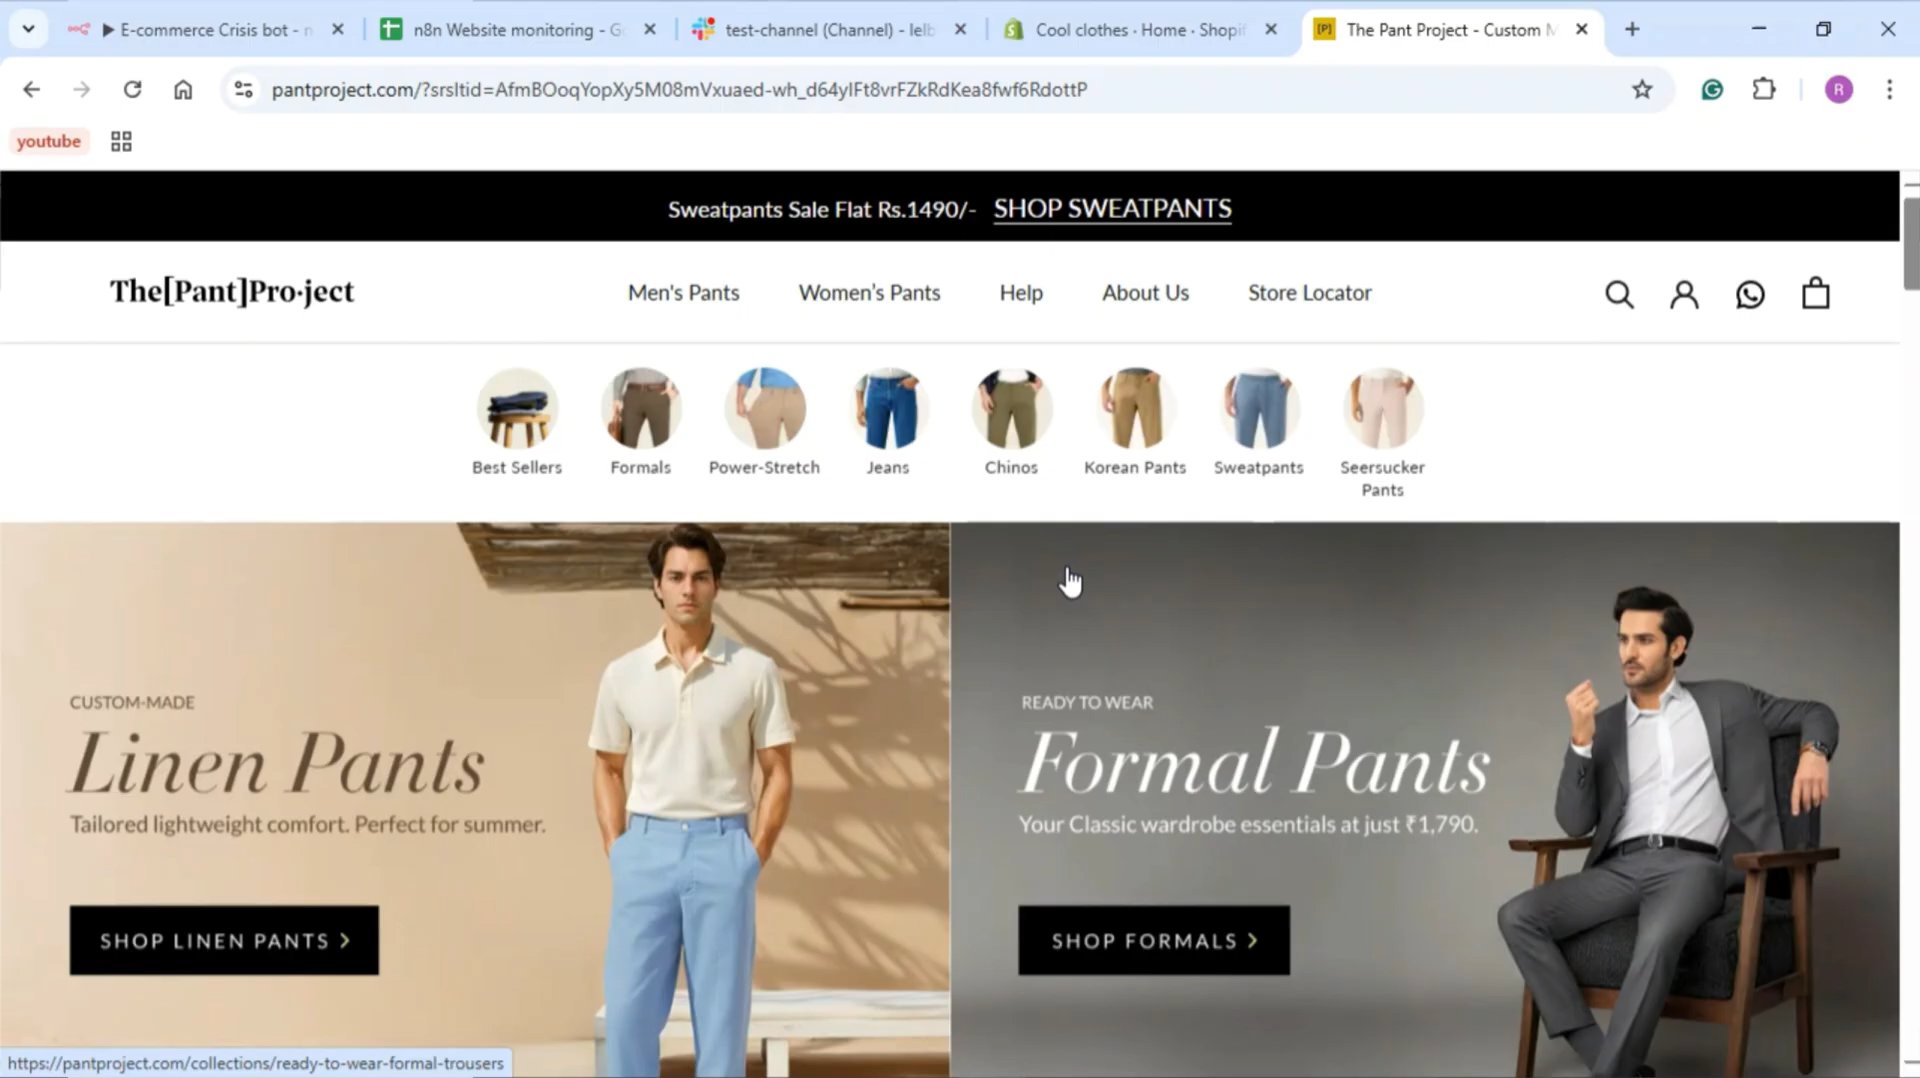 E-commerce Crisis bot - n
n8n Website monitoring - Go
test-channel (Channel) - lelb
Cool clothes · Home · Shopif
[P] The Pant Project - Custom M
pantproject.com/?srsltid=AfmBOoqYopXy5M08mVxuaed-wh_d64ylFt8vrFZkRdKea8fwf6RdottP
R
youtube
Sweatpants Sale Flat Rs.1490/- SHOP SWEATPANTS
The[Pant]Pro·ject
Men's Pants
Women's Pants
Help
About Us
Store Locator
Best Sellers
Formals
Power-Stretch
Jeans
Chinos
Korean Pants
Sweatpants
Seersucker
Pants
CUSTOM-MADE
Linen Pants
Tailored lightweight comfort. Perfect for summer.
SHOP LINEN PANTS >
READY TO WEAR
Formal Pants
Your Classic wardrobe essentials at just ₹1,790.
SHOP FORMALS >
https://pantproject.com/collections/ready-to-wear-formal-trousers